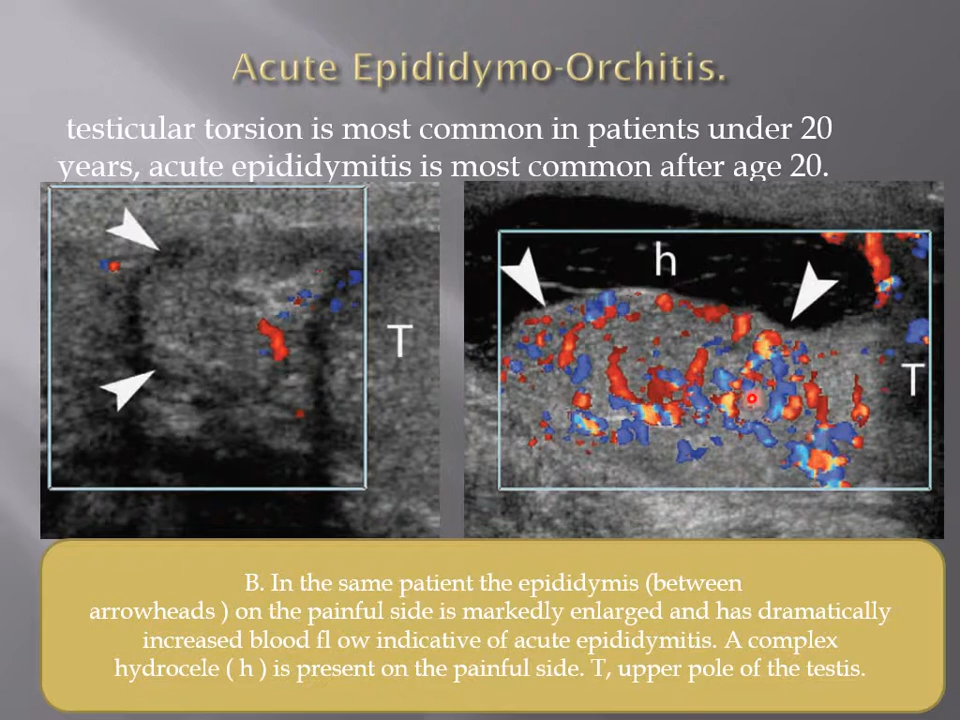 Acute Epididymo-Orchitis.
testicular torsion is most common in patients under 20
years, acute epididymitis is most common after age 20.
T
h
T
B. In the same patient the epididymis (between
arrowheads ) on the painful side is markedly enlarged and has dramatically
increased blood fl ow indicative of acute epididymitis. A complex
hydrocele ( h ) is present on the painful side. T, upper pole of the testis.